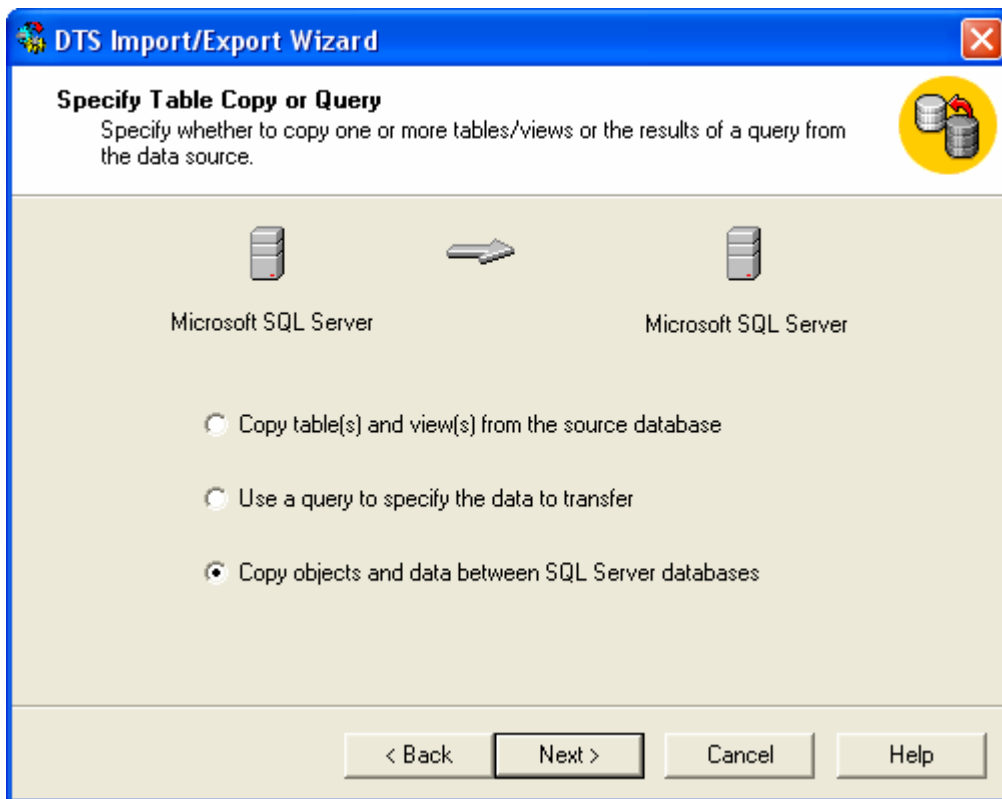 DTS Import/Export Wizard
Specify Table Copy or Query
Specify whether to copy one or more tables/views or the results of a query from
the data source.
Microsoft SQL Server
Microsoft SQL Server
Copy table(s) and view(s) from the source database
Use a query to specify the data to transfer
Copy objects and data between SQL Server databases
< Back
Next >
Cancel
Help